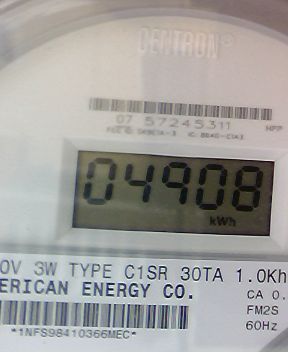 CENTRON®
07 57245311
04908
kWh
0V 3W TYPE C1SR 30TA 1.0Kh
ERICAN ENERGY CO.
CA 0.
FM2S
60Hz
*1NFS98410366MEC*